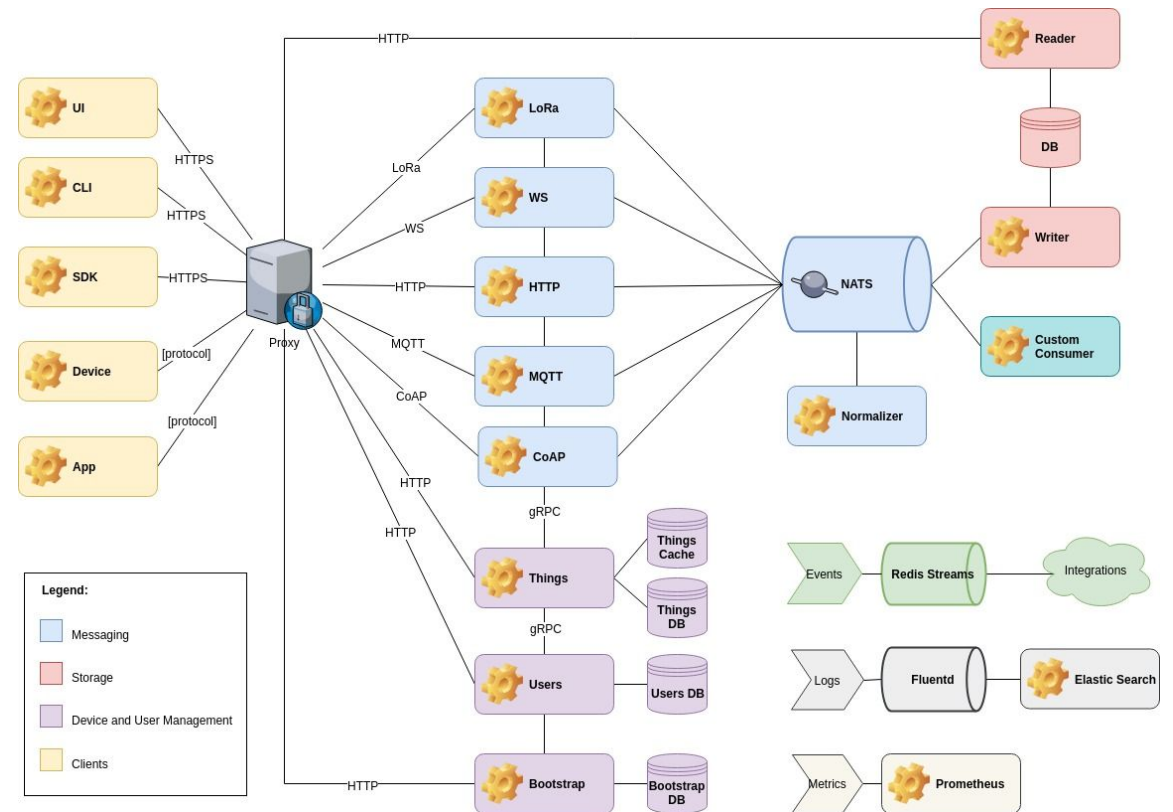 HTTP
Reader
UI
LoRa
HTTPS
DB
CLI
LoRa
WS
HTTPS
WS
Writer
SDK
HTTPS
HTTP
HTTP
NATS
Proxy
MQTT
Custom
Consumer
Device
[protocol]
MQTT
CoAP
Normalizer
[protocol]
App
CoAP
HTTP
gRPC
HTTP
Things
Cache
Things
Events
Redis Streams
Integrations
Legend:
Things
DB
gRPC
Messaging
Storage
Users
Users DB
Logs
Fluentd
Elastic Search
Device and User Management
Clients
HTTP
Bootstrap
Bootstrap
DB
Metrics
Prometheus